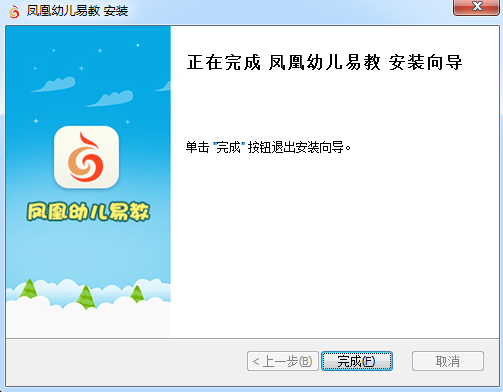 凤凰幼儿易教 安装
正在完成 凤凰幼儿易教 安装向导
单击 "完成" 按钮退出安装向导。
凤凰幼儿易教
< 上一步(B)
完成(F)
取消